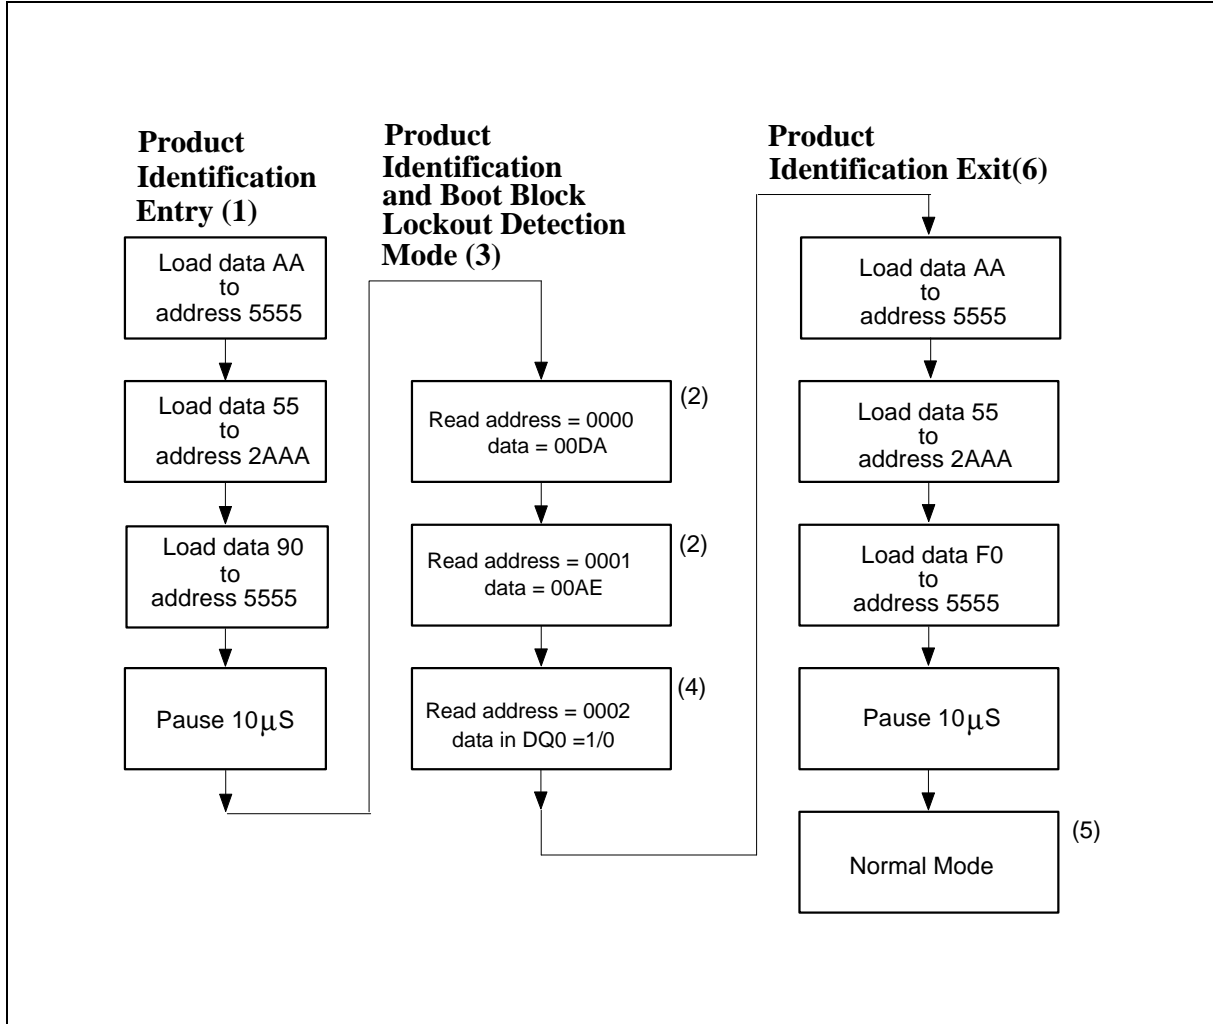 Product
Identification
Entry (1)
Load data AA
to
address 5555
Load data 55
to
address 2AAA
Load data 90
to
address 5555
Pause 10μS
Product
Identification
and Boot Block
Lockout Detection
Mode (3)
Read address = 0000
data = 00DA
(2)
Read address = 0001
data = 00AE
(2)
Read address = 0002
data in DQ0 =1/0
(4)
Product
Identification Exit(6)
Load data AA
to
address 5555
Load data 55
to
address 2AAA
Load data F0
to
address 5555
Pause 10μS
Normal Mode
(5)